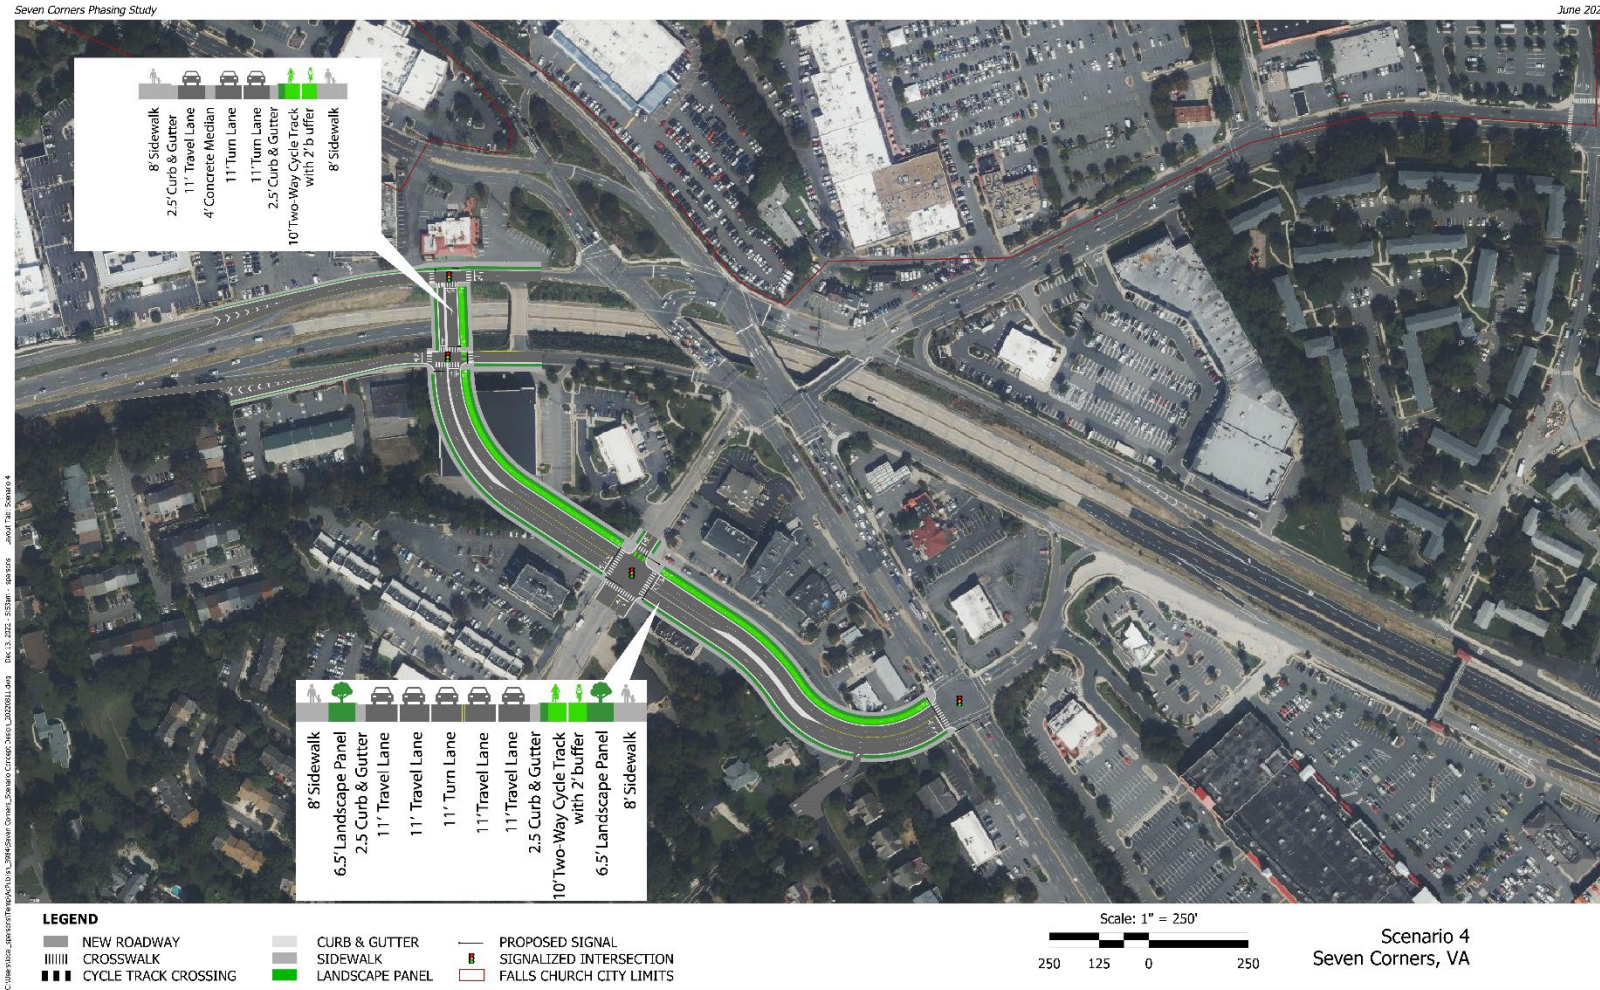 Seven Corners Phasing Study
June 202
8' Sidewalk
2.5' Curb & Gutter
11' Travel Lane
4' Concrete Median
11' Turn Lane
11' Turn Lane
2.5' Curb & Gutter
10' Two-Way Cycle Track
with 2' b uffer
8' Sidewalk
8' Sidewalk
6.5' Landscape Panel
2.5 Curb & Gutter
11' Travel Lane
11' Travel Lane
11' Turn Lane
11' Travel Lane
11' Travel Lane
2.5 Curb & Gutter
10' Two-Way Cycle Track
with 2' buffer
6.5' Landscape Panel
8' Sidewalk
Layout Tab: Scenario 4
LEGEND
NEW ROADWAY
CROSSWALK
CYCLE TRACK CROSSING
CURB & GUTTER
SIDEWALK
LANDSCAPE PANEL
PROPOSED SIGNAL
SIGNALIZED INTERSECTION
FALLS CHURCH CITY LIMITS
Scale: 1" = 250'
250 125 0 250
Scenario 4
Seven Corners, VA